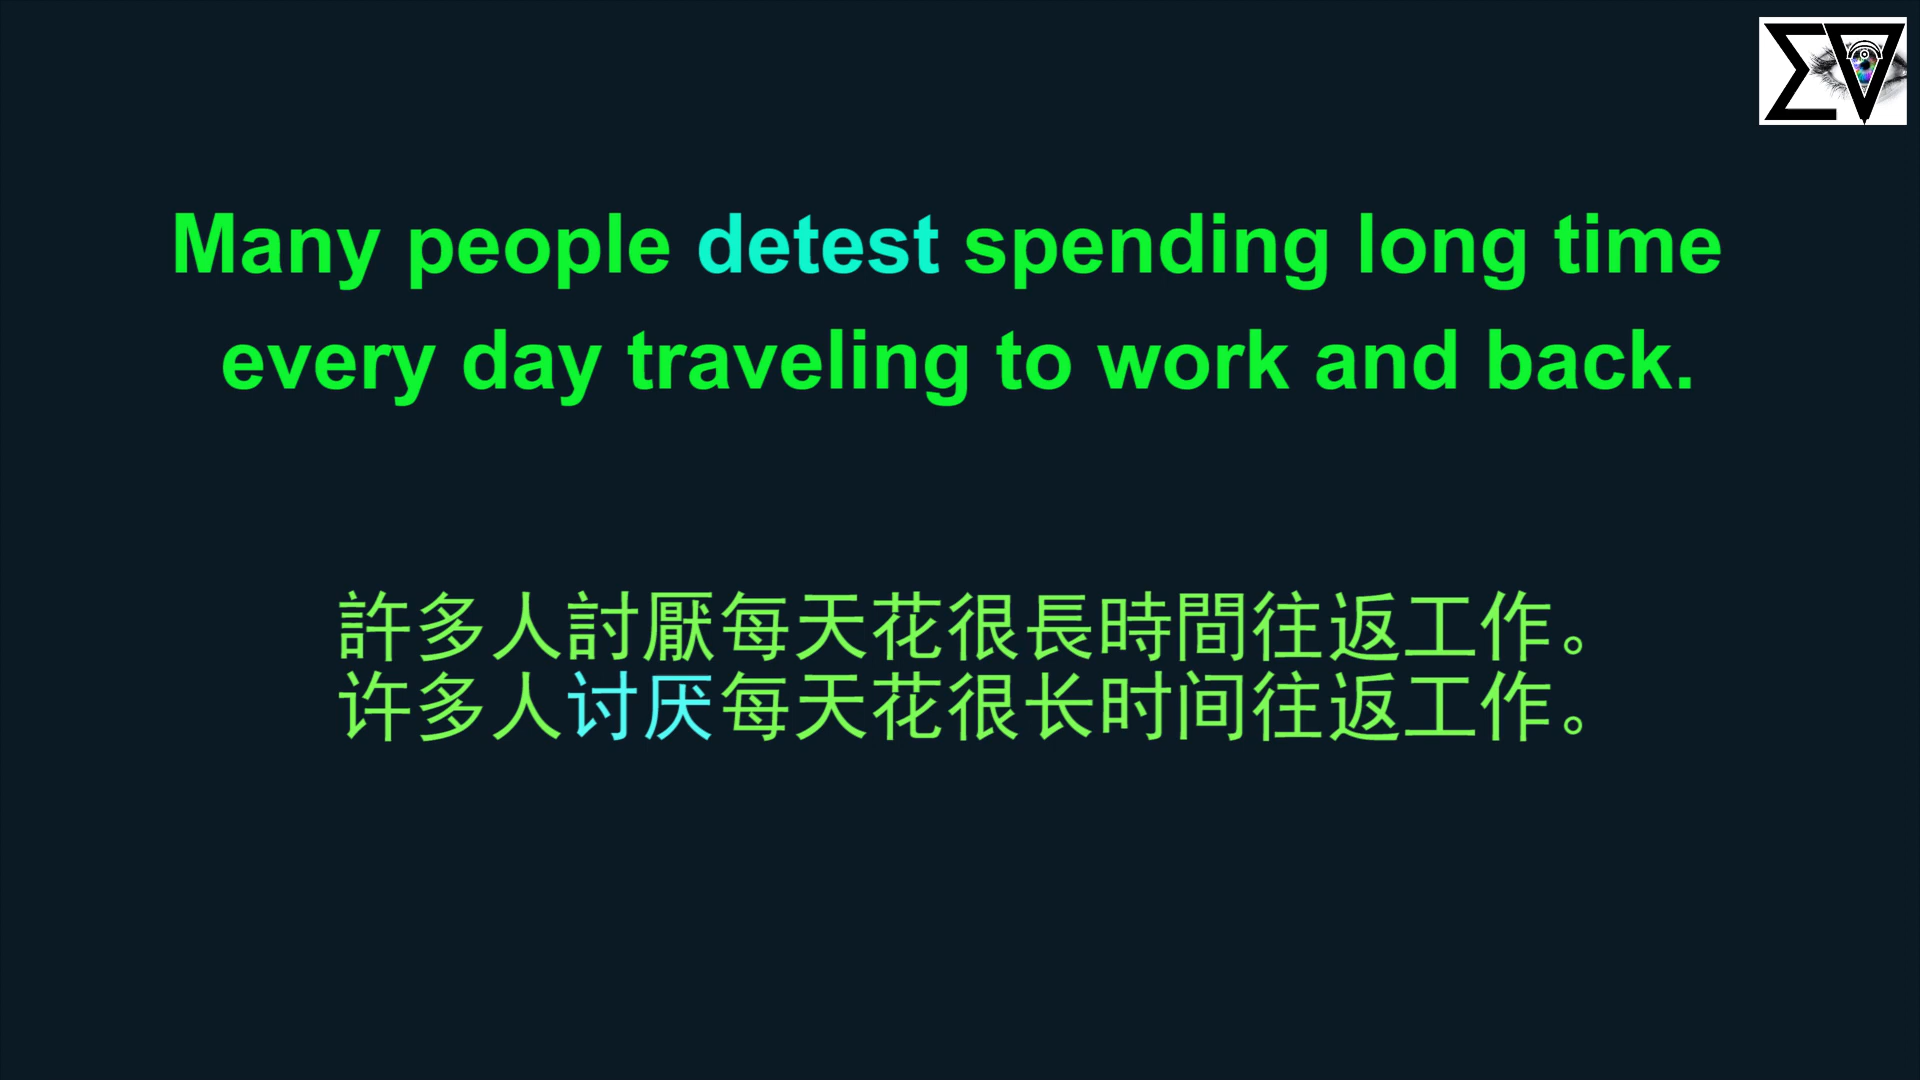 Many people detest spending long time
every day traveling to work and back.
許多人討厭每天花很長時間往返工作。
许多人讨厌每天花很长时间往返工作。